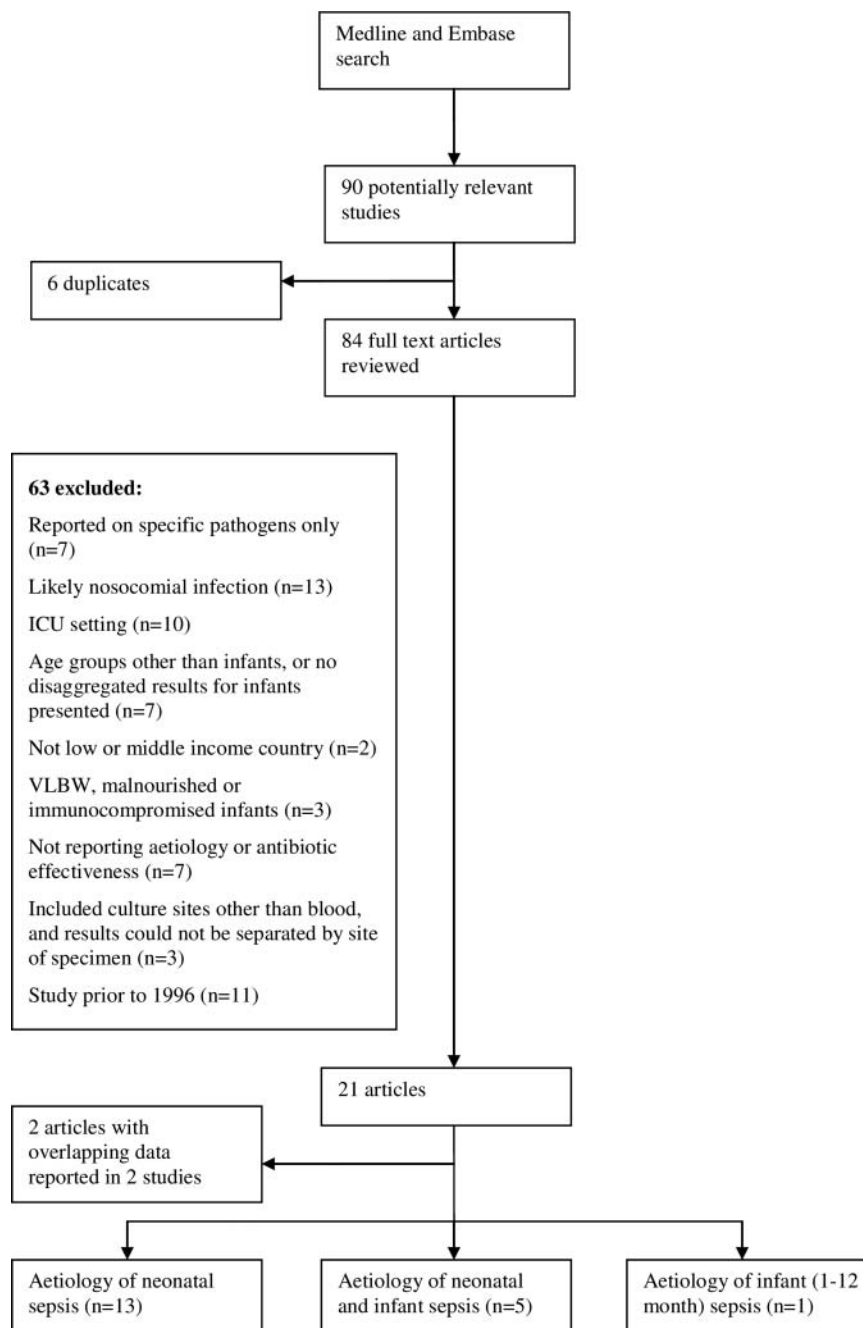 Medline and Embase
search
90 potentially relevant
studies
6 duplicates
84 full text articles
reviewed
63 excluded:
Reported on specific pathogens only
(n=7)
Likely nosocomial infection (n=13)
ICU setting (n=10)
Age groups other than infants, or no
disaggregated results for infants
presented (n=7)
Not low or middle income country (n=2)
VLBW, malnourished or
immunocompromised infants (n=3)
Not reporting aetiology or antibiotic
effectiveness (n=7)
Included culture sites other than blood,
and results could not be separated by site
of specimen (n=3)
Study prior to 1996 (n=11)
21 articles
2 articles with
overlapping data
reported in 2 studies
Aetiology of neonatal
sepsis (n=13)
Aetiology of neonatal
and infant sepsis (n=5)
Aetiology of infant (1-12
month) sepsis (n=1)